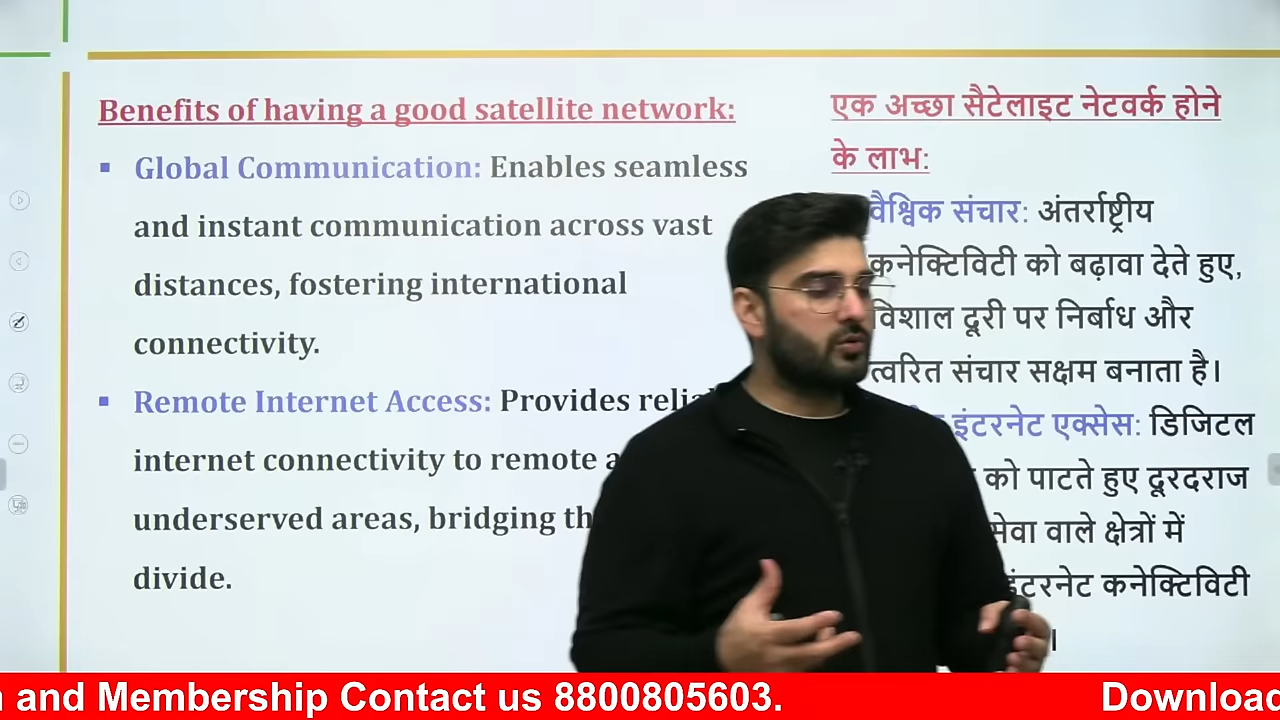 Benefits of having a good satellite network:
▪ Global Communication: Enables seamless
and instant communication across vast
distances, fostering international
connectivity.
▪ Remote Internet Access: Provides
internet connectivity to remote
underserved areas, bridging
divide.
एक अच्छा सैटेलाइट नेटवर्क होने
के लाभ:
वैश्विक संचार: अंतर्राष्ट्रीय
कनेक्टिविटी को बढ़ावा देते हुए,
विशाल दूरी पर निर्बाध और
त्वरित संचार सक्षम बनाता है।
इंटरनेट एक्सेस: डिजिटल
को पाटते हुए दूरदराज
सेवा वाले क्षेत्रों में
इंटरनेट कनेक्टिविटी
।
and Membership Contact us 8800805603. Download